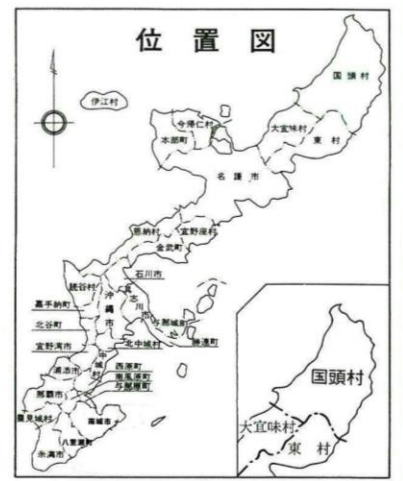 位置図
国頭村
伊江村
今帰仁村
大宜味村
本部町
東村
名護市
恩納村
宜野座村
金武町
石川市
読谷村
具志川市
沖縄市
嘉手納町
与那城町
北谷町
勝連町
宜野湾市
北中城村
中城村
西原町
浦添市
南風原町
与那原町
那覇市
豊見城村
南城市
八重瀬町
糸満市
国頭村
大宜味村
東村